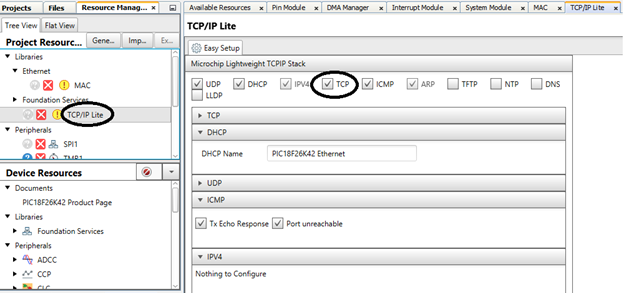 Projects Files Resource Manag...
Tree View Flat View
Project Resourc... Gene... Imp... Ex...
Libraries
Ethernet
MAC
Foundation Services
TCP/IP Lite
Peripherals
SPI1
TMR1
Device Resources
Documents
PIC18F26K42 Product Page
Libraries
Foundation Services
Peripherals
ADCC
CCP
CLC
Available Resources Pin Module DMA Manager Interrupt Module System Module MAC TCP/IP Lite
TCP/IP Lite
Easy Setup
Microchip Lightweight TCPIP Stack
UDP DHCP IPV4 TCP ICMP ARP TFTP NTP DNS
LLDP
TCP
DHCP
DHCP Name PIC18F26K42 Ethernet
UDP
ICMP
Tx Echo Response Port unreachable
IPV4
Nothing to Configure